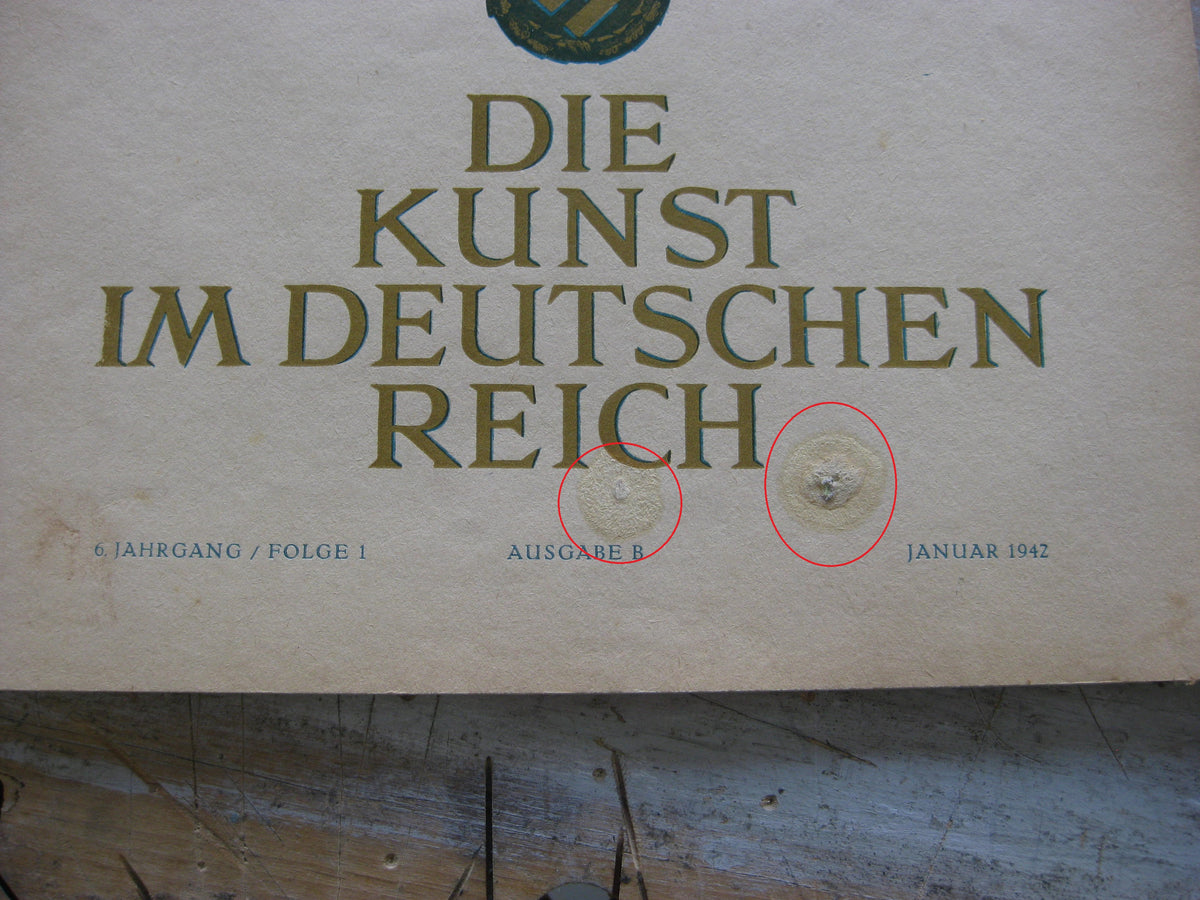 DIE
KUNST
IM DEUTSCHEN
REICH
6. JAHRGANG / FOLGE 1 AUSGABE B JANUAR 1942